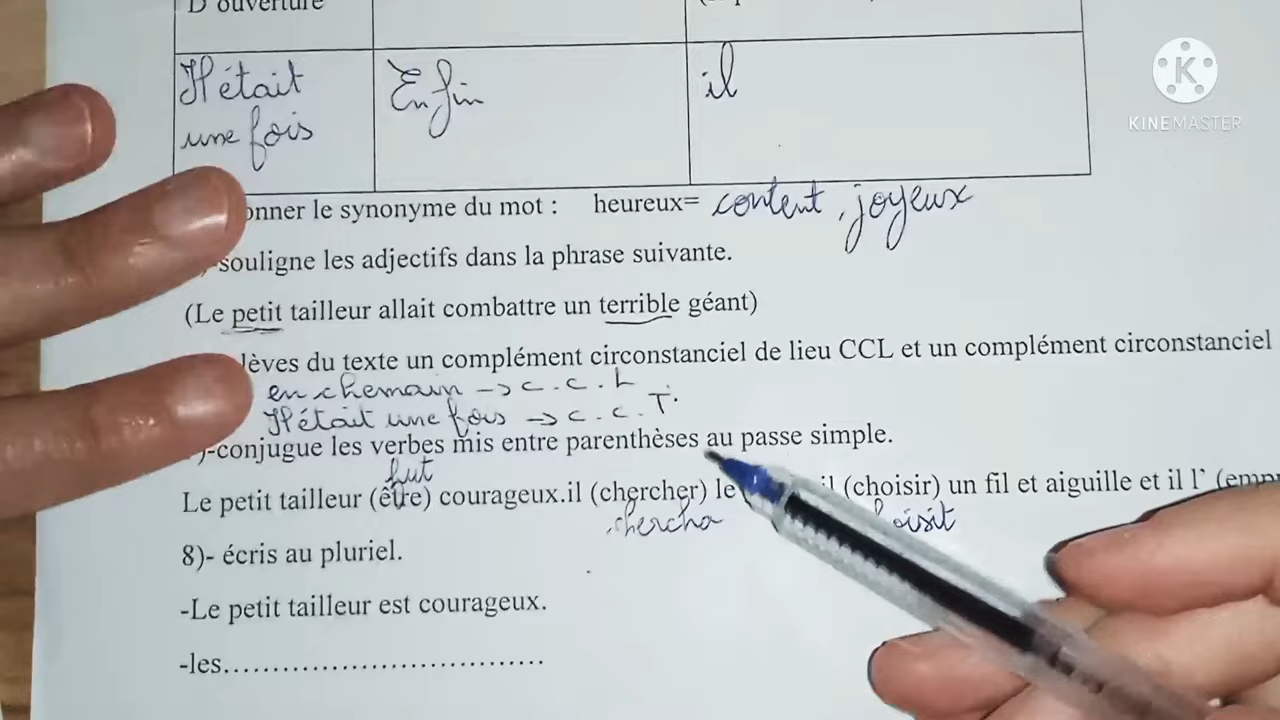 D'ouverture
Il était
une fois
Enfin
il
KINEMASTER
onner le synonyme du mot : heureux= content, joyeux
-souligne les adjectifs dans la phrase suivante.
(Le petit tailleur allait combattre un terrible géant)
lèves du texte un complément circonstanciel de lieu CCL et un complément circonstanciel
en chemain -> C.C.L
Il était une fois -> C.C.T.
)-conjugue les verbes mis entre parenthèses au passe simple.
fut
Le petit tailleur (être) courageux.il (chercher) le il (choisir) un fil et aiguille et il l' (emp
chercha oisit
8)- écris au pluriel.
-Le petit tailleur est courageux.
-les................................